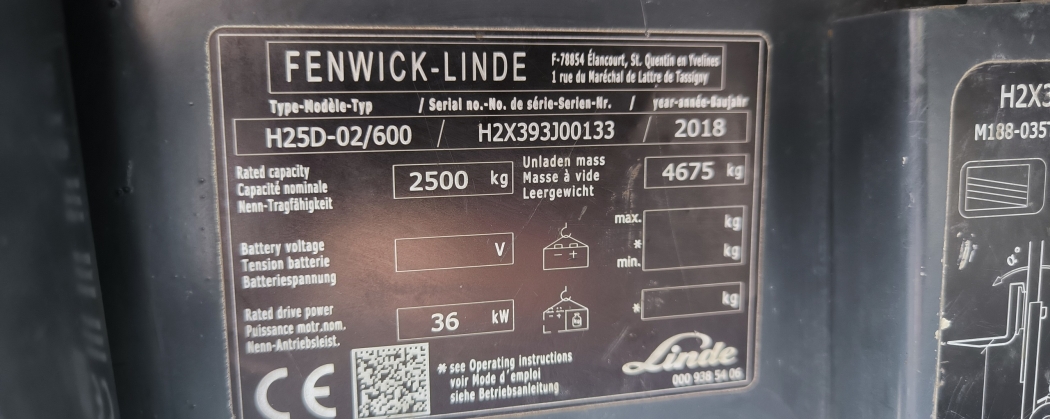 FENWICK-LINDE
F-78854 Élancourt, St. Quentin en Yvelines
1 rue du Maréchal de Lattre de Tassigny
Type-Modèle-Typ / Serial no.-No. de série-Serien-Nr. / year-année-Baujahr
H25D-02/600 / H2X393J00133 / 2018
Rated capacity
Capacité nominale
Nenn-Tragfähigkeit
2500 kg
Unladen mass
Masse à vide
Leergewicht
4675 kg
Battery voltage
Tension batterie
Batteriespannung
V
- +
max. kg
* kg
min.
Rated drive power
Puissance motr.nom.
Nenn-Antriebsleist.
36 kW
- +
* kg
CE
* see Operating instructions
voir Mode d'emploi
siehe Betriebsanleitung
Linde
000 938 54 06
H2X3
M188-035T
α°